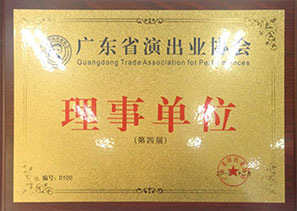 广东省演出业协会
Guangdong Trade Association for Performances
理事单位
(第四届)
编号: 0100